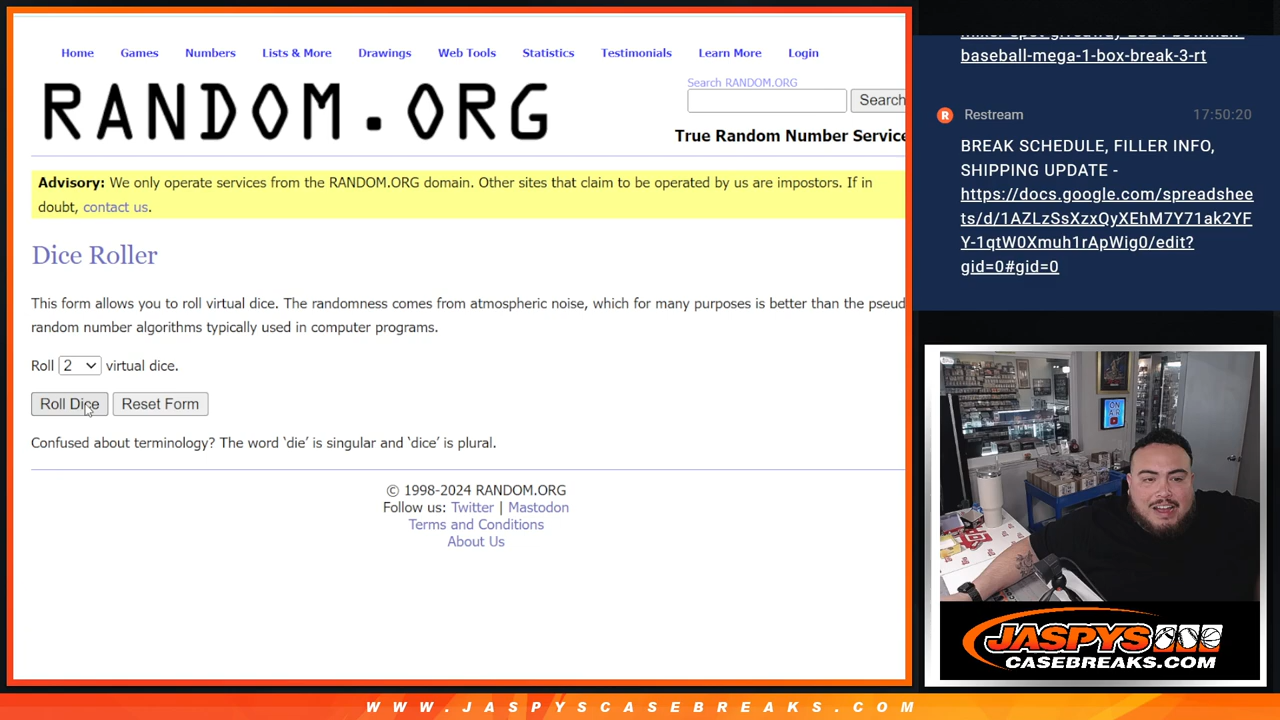 Home Games Numbers Lists & More Drawings Web Tools Statistics Testimonials Learn More Login
RANDOM.ORG
Search RANDOM.ORG
Search
True Random Number Service
Advisory: We only operate services from the RANDOM.ORG domain. Other sites that claim to be operated by us are impostors. If in
doubt, contact us.
Dice Roller
This form allows you to roll virtual dice. The randomness comes from atmospheric noise, which for many purposes is better than the pseud
random number algorithms typically used in computer programs.
Roll 2 virtual dice.
Roll Dice Reset Form
Confused about terminology? The word ‘die’ is singular and ‘dice’ is plural.
© 1998-2024 RANDOM.ORG
Follow us: Twitter | Mastodon
Terms and Conditions
About Us
baseball-mega-1-box-break-3-rt
Restream 17:50:20
BREAK SCHEDULE, FILLER INFO,
SHIPPING UPDATE -
https://docs.google.com/spreadshee
ts/d/1AZLzSsXzxQyXEhM7Y71ak2YF
Y-1qtW0Xmuh1rApWig0/edit?
gid=0#gid=0
ON
AIR
JASPYS
CASEBREAKS.COM
WWW.JASPYSCASEBREAKS.COM